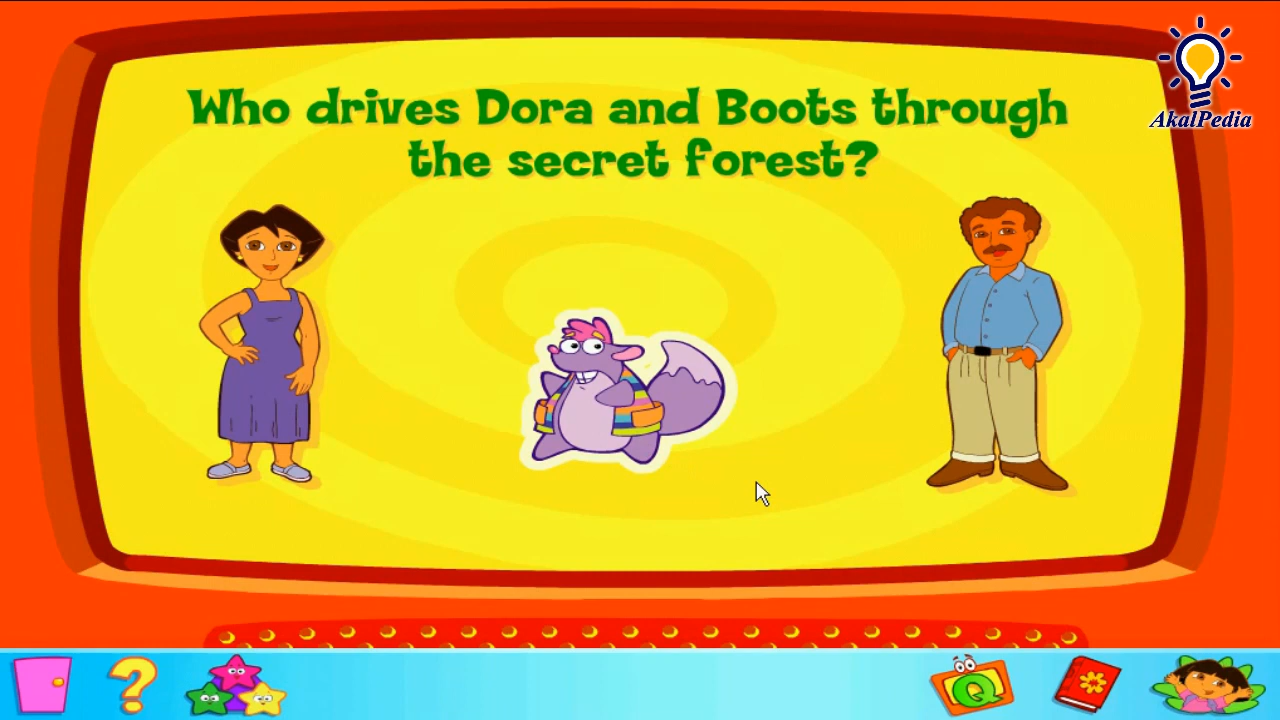 Who drives Dora and Boots through
the secret forest?
AkalPedia
?
Q